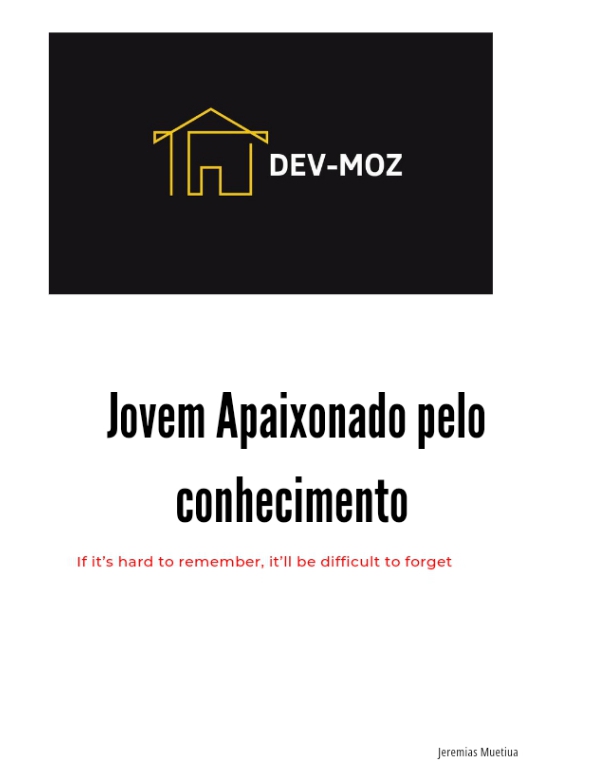 DEV-MOZ
Jovem Apaixonado pelo
conhecimento
If it’s hard to remember, it’ll be difficult to forget
Jeremias Muetiua